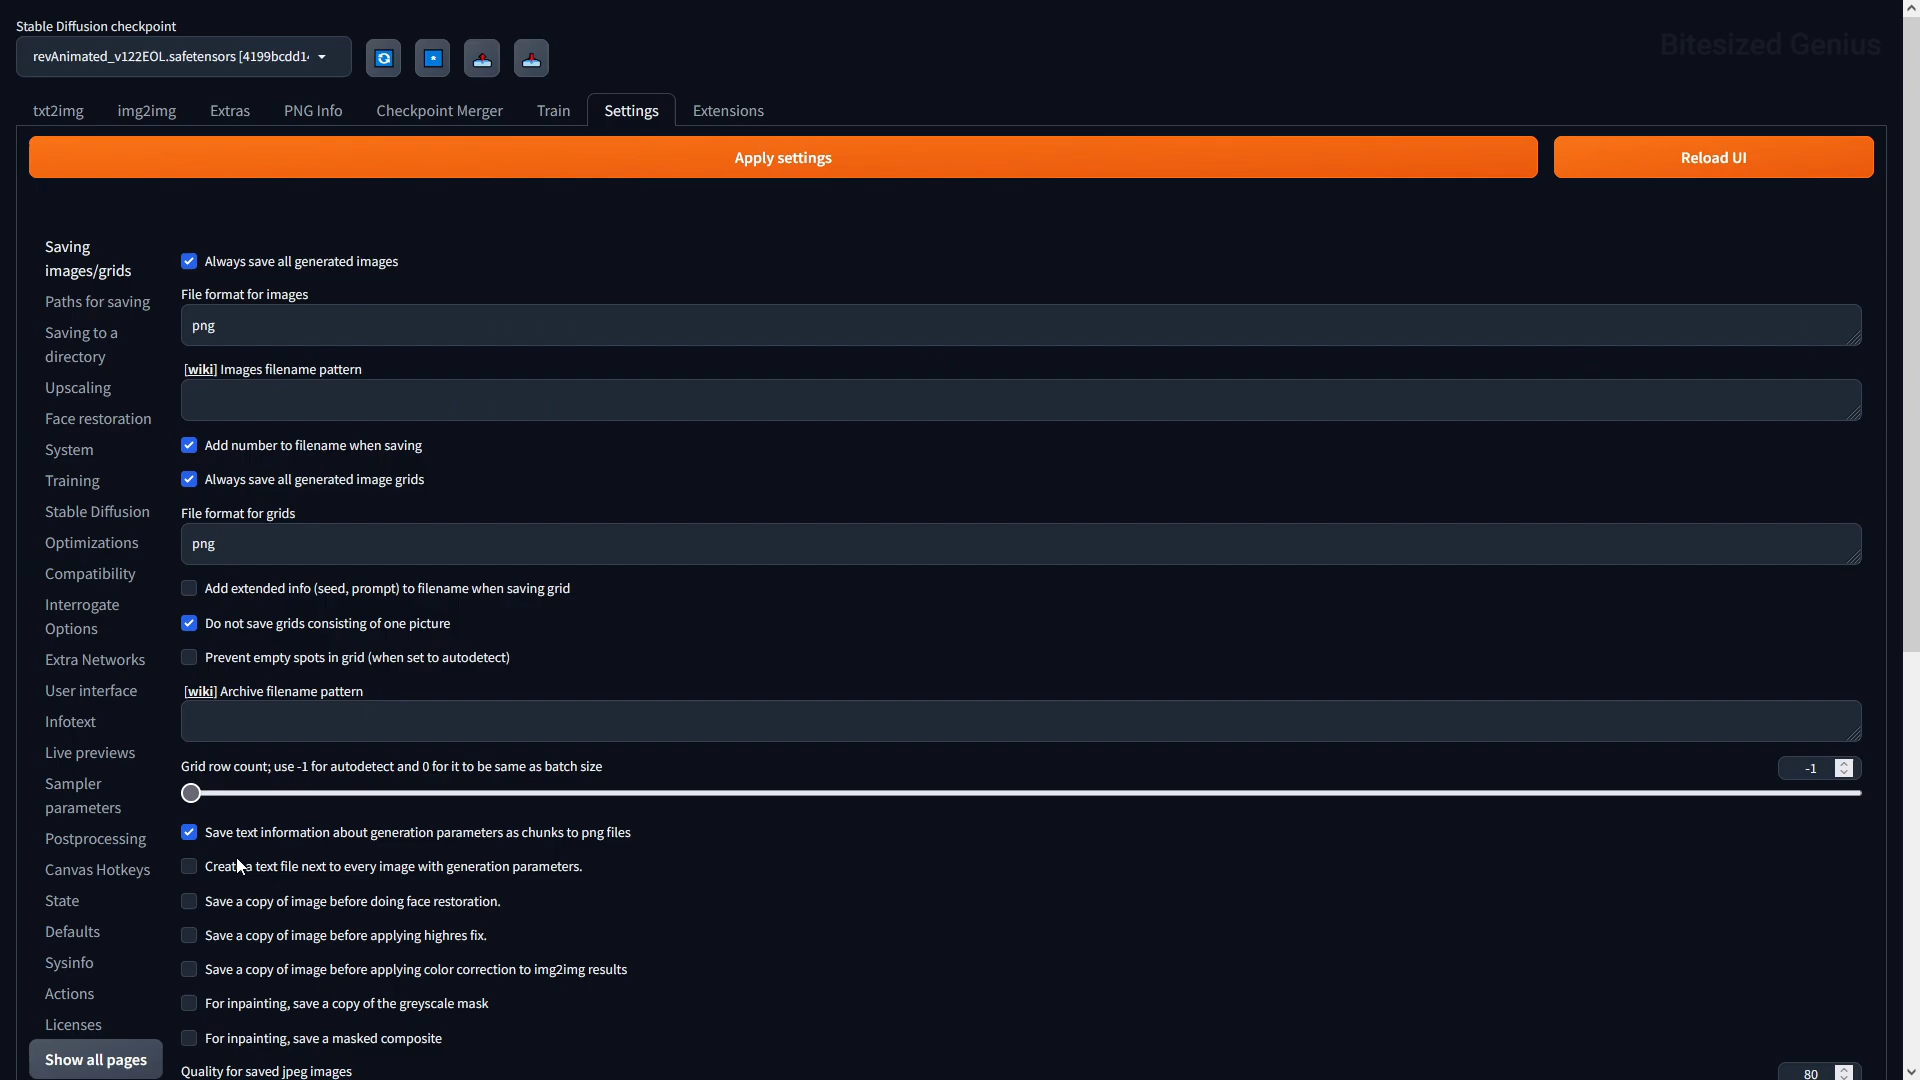 Stable Diffusion checkpoint
Bitesized Genius
revAnimated_v122EOL.safetensors [4199bcdd1
txt2img img2img Extras PNG Info Checkpoint Merger Train Settings Extensions
Apply settings
Reload UI
Saving
images/grids
Paths for saving
Saving to a
directory
Upscaling
Face restoration
System
Training
Stable Diffusion
Optimizations
Compatibility
Interrogate
Options
Extra Networks
User interface
Infotext
Live previews
Sampler
parameters
Postprocessing
Canvas Hotkeys
State
Defaults
Sysinfo
Actions
Licenses
Show all pages
Always save all generated images
File format for images
png
[wiki] Images filename pattern
Add number to filename when saving
Always save all generated image grids
File format for grids
png
Add extended info (seed, prompt) to filename when saving grid
Do not save grids consisting of one picture
Prevent empty spots in grid (when set to autodetect)
[wiki] Archive filename pattern
Grid row count; use -1 for autodetect and 0 for it to be same as batch size
-1
Save text information about generation parameters as chunks to png files
Create a text file next to every image with generation parameters.
Save a copy of image before doing face restoration.
Save a copy of image before applying highres fix.
Save a copy of image before applying color correction to img2img results
For inpainting, save a copy of the greyscale mask
For inpainting, save a masked composite
Quality for saved jpeg images
80